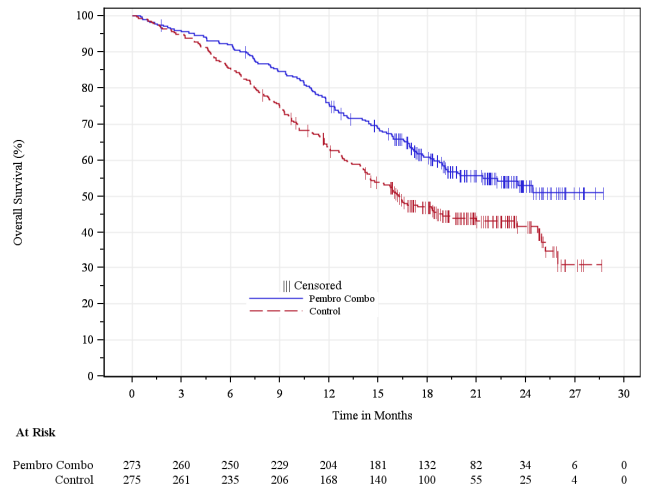 100
90
80
70
60
50
40
30
20
10
0
Overall Survival (%)
||| Censored
Pembro Combo
Control
0 3 6 9 12 15 18 21 24 27 30
Time in Months
At Risk
Pembro Combo 273 260 250 229 204 181 132 82 34 6 0
Control 275 261 235 206 168 140 100 55 25 4 0